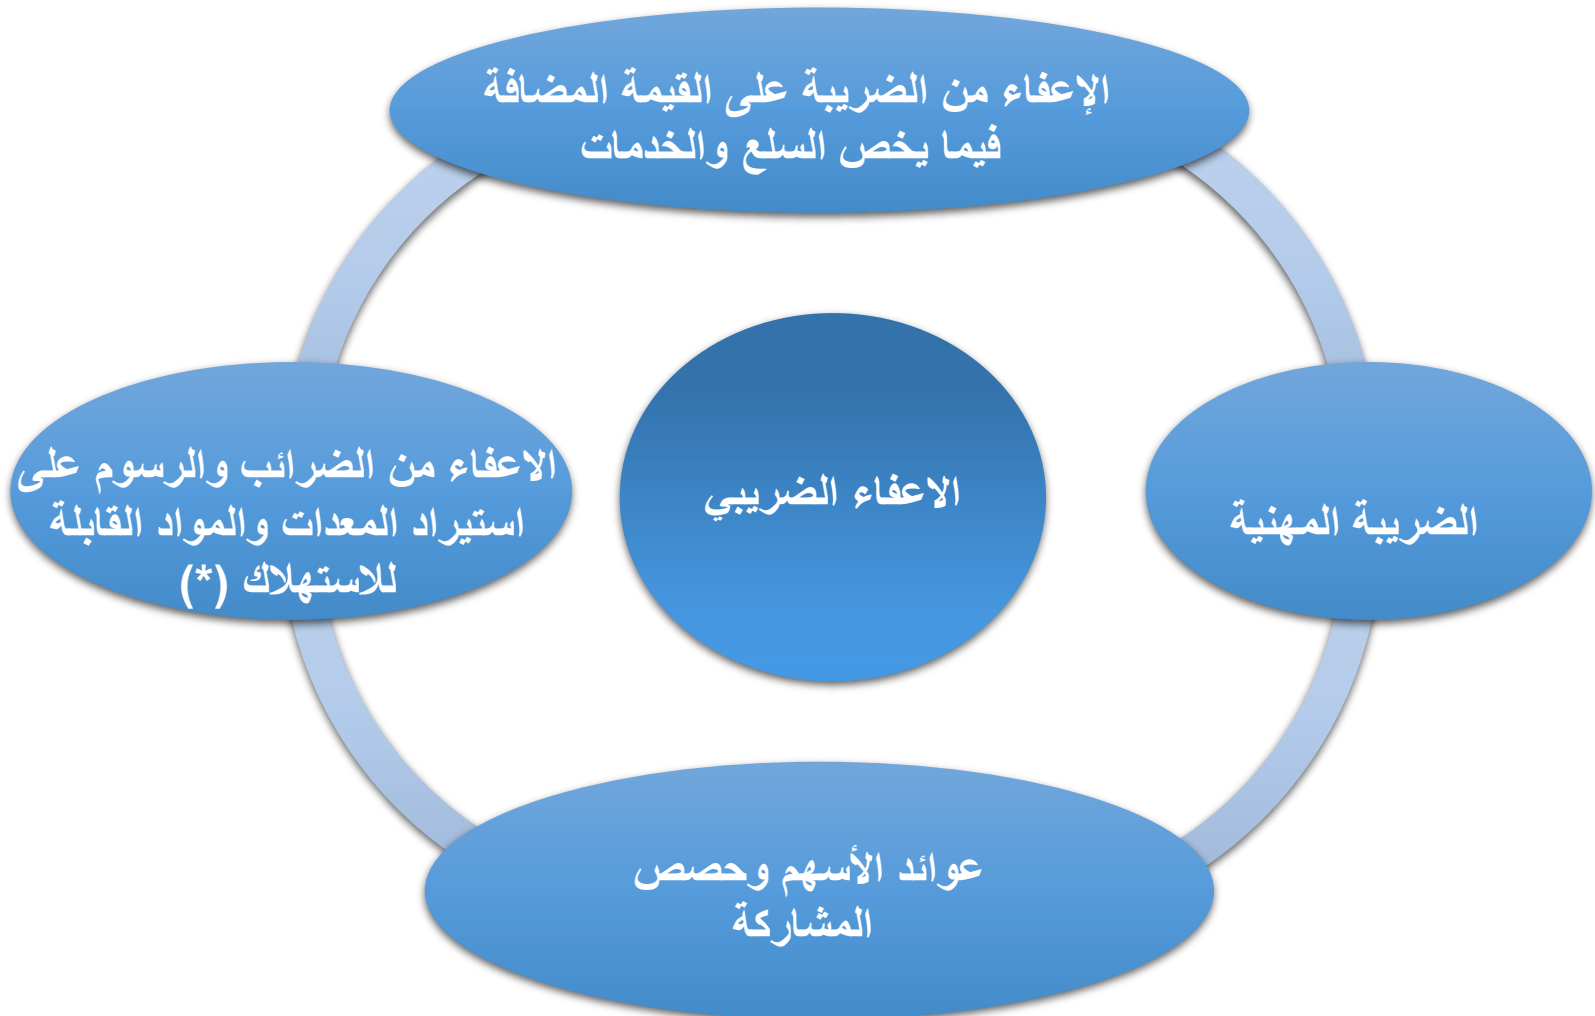 الإعفاء من الضريبة على القيمة المضافة
فيما يخص السلع والخدمات
الضريبة المهنية
الاعفاء الضريبي
الاعفاء من الضرائب والرسوم على
استيراد المعدات والمواد القابلة
للاستهلاك (*)
عوائد الأسهم وحصص
المشاركة